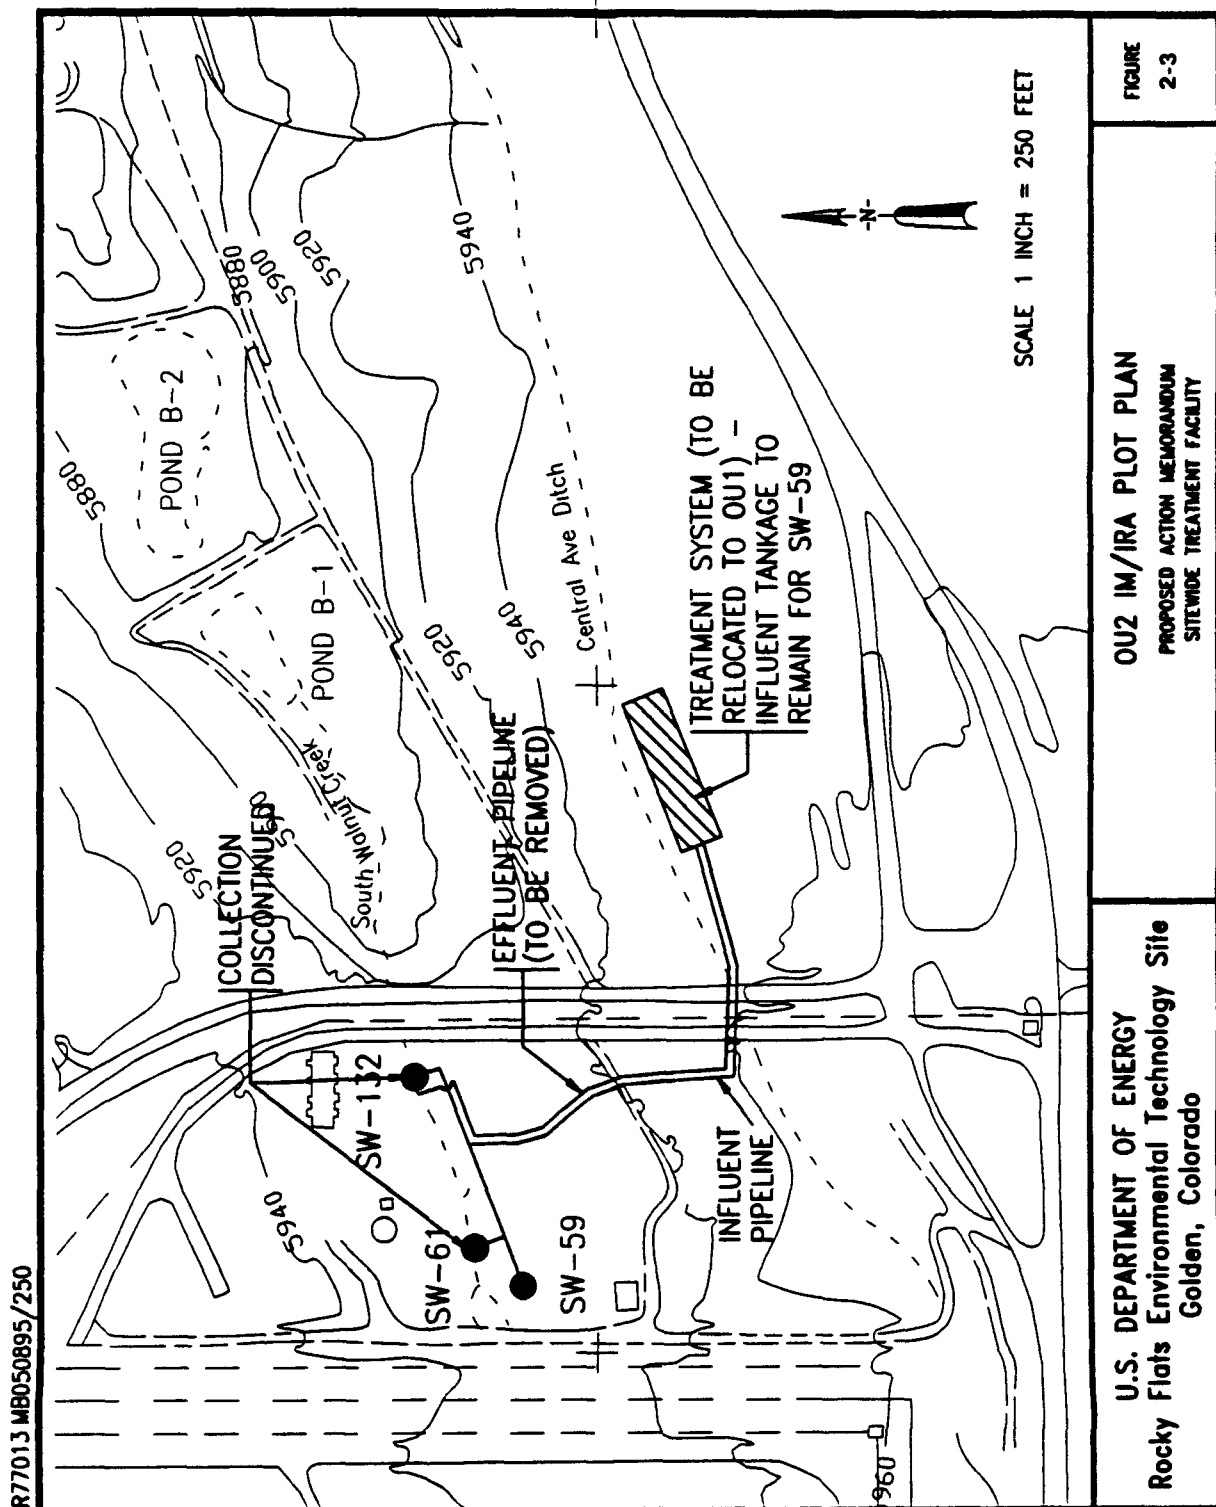 R77013 MB050895/250
5880
POND B-2
POND B-1
5880
5900
5920
5940
5920
5940
5920
South Walnut Creek
Central Ave Ditch
COLLECTION
DISCONTINUED
EFFLUENT PIPELINE
(TO BE REMOVED)
TREATMENT SYSTEM (TO BE
RELOCATED TO OU1) -
INFLUENT TANKAGE TO
REMAIN FOR SW-59
SW-132
SW-61
SW-59
5940
INFLUENT
PIPELINE
-N-
SCALE 1 INCH = 250 FEET
U.S. DEPARTMENT OF ENERGY
Rocky Flats Environmental Technology Site
Golden, Colorado
OU2 IM/IRA PLOT PLAN
PROPOSED ACTION MEMORANDUM
SITEWIDE TREATMENT FACILITY
FIGURE
2-3